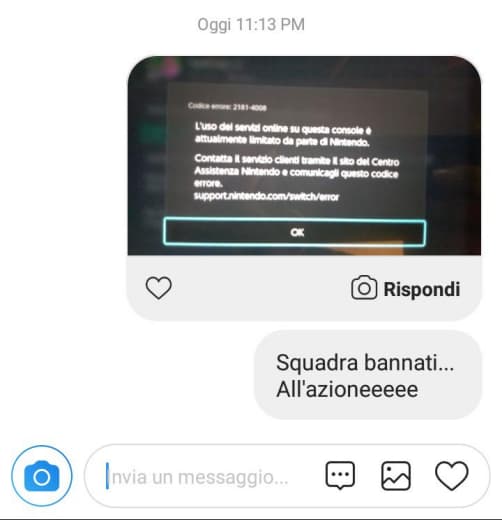 Oggi 11:13 PM
Codice errore: 2181-4008
L'uso dei servizi online su questa console è
attualmente limitato da parte di Nintendo.
Contatta il servizio clienti tramite il sito del Centro
Assistenza Nintendo e comunicagli questo codice
errore.
support.nintendo.com/switch/error
OK
Rispondi
Squadra bannati...
All'azioneeeee
Invia un messaggio...